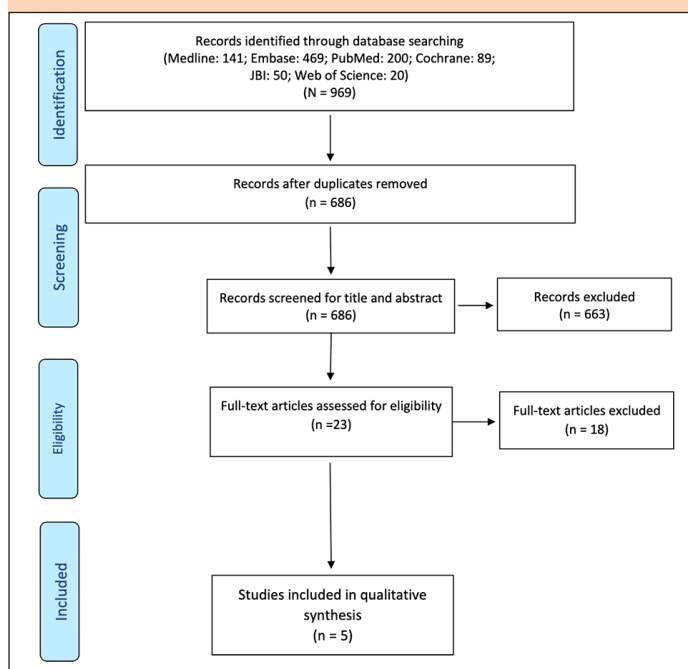 Identification
Records identified through database searching
(Medline: 141; Embase: 469; PubMed: 200; Cochrane: 89;
JBI: 50; Web of Science: 20)
(N = 969)
Records after duplicates removed
(n = 686)
Screening
Records screened for title and abstract
(n = 686)
Records excluded
(n = 663)
Eligibility
Full-text articles assessed for eligibility
(n =23)
Full-text articles excluded
(n = 18)
Included
Studies included in qualitative
synthesis
(n = 5)